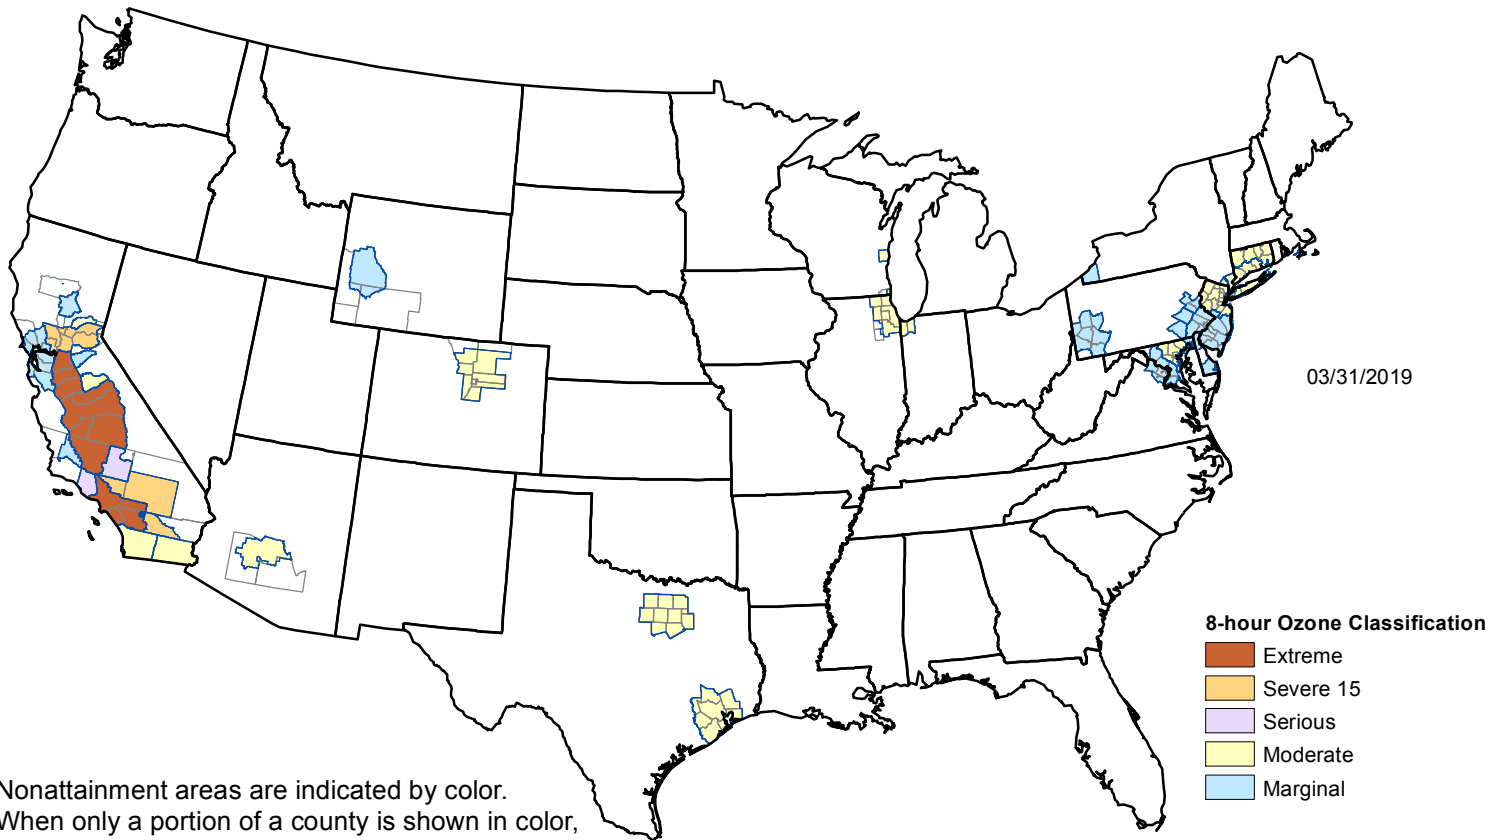 03/31/2019
8-hour Ozone Classification
Extreme
Severe 15
Serious
Moderate
Marginal
Nonattainment areas are indicated by color.
When only a portion of a county is shown in color,